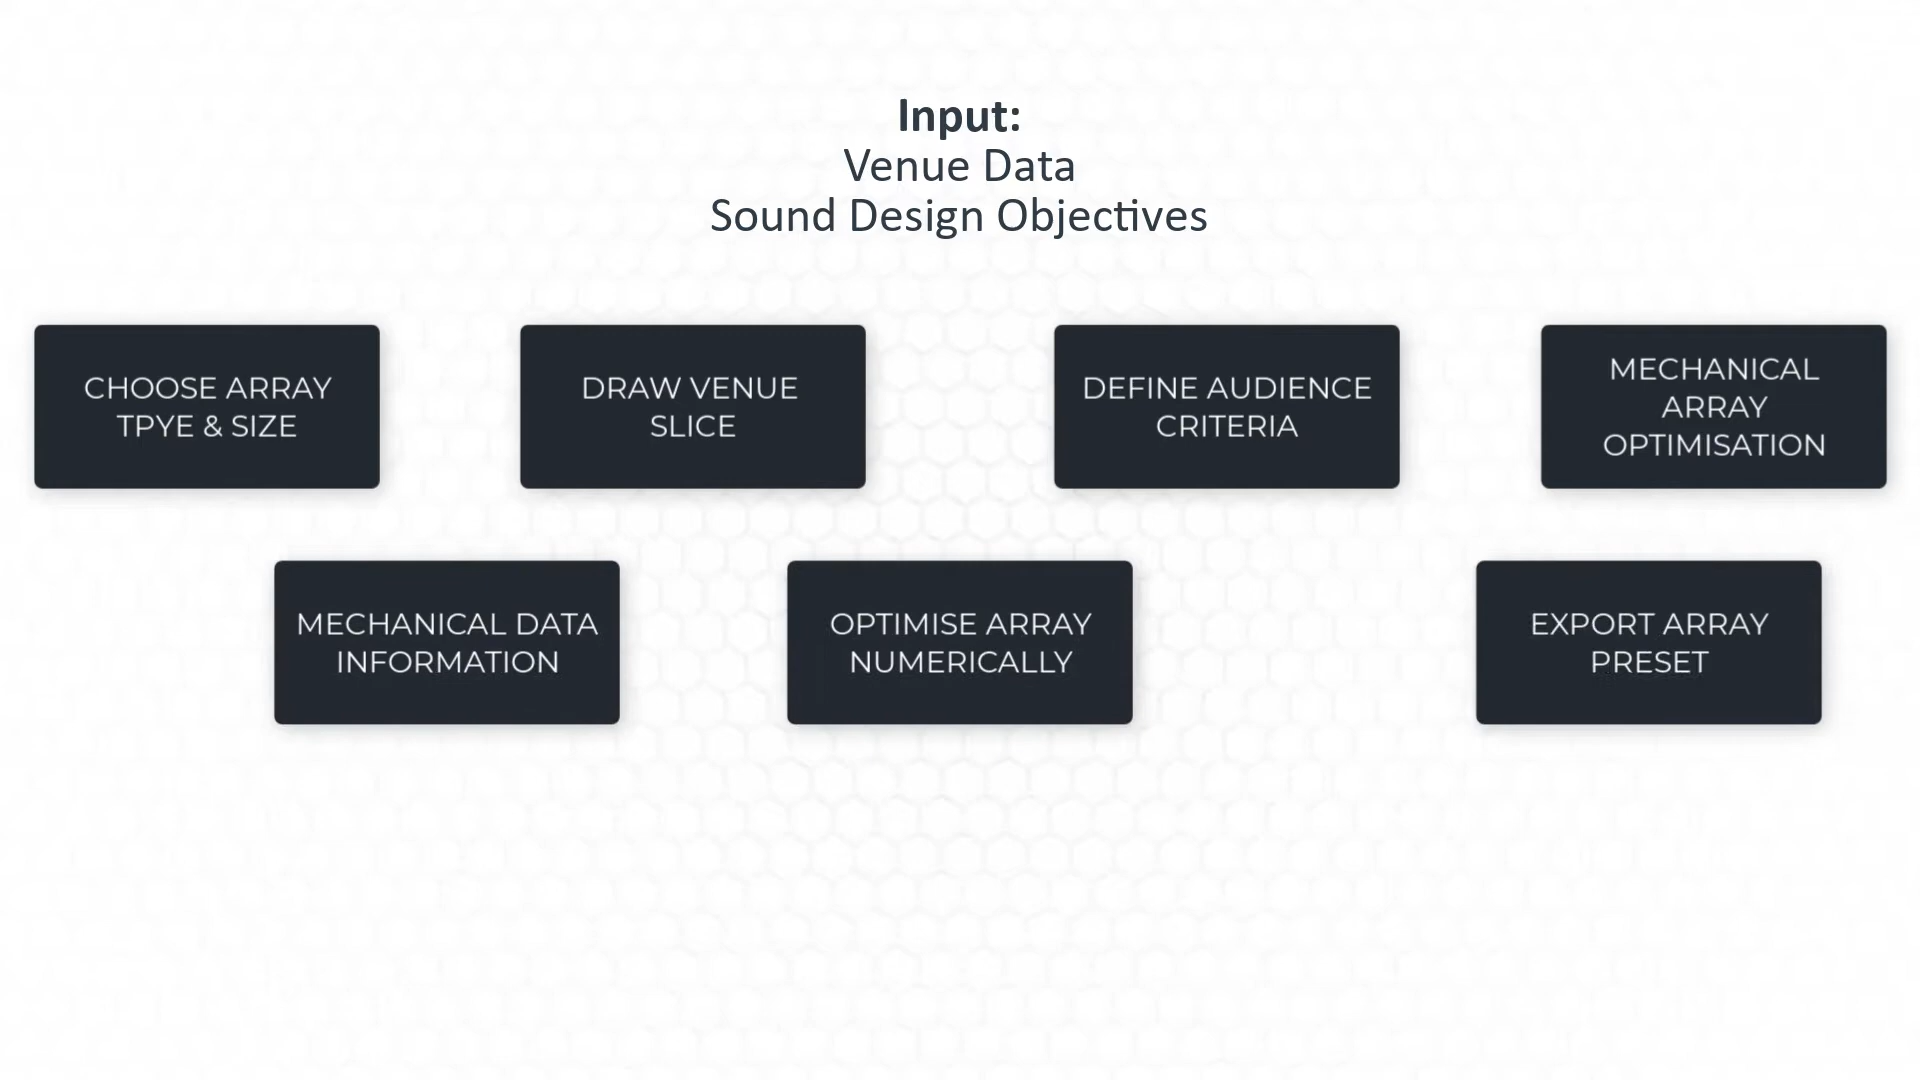 Input:
Venue Data
Sound Design Objectives
CHOOSE ARRAY
TPYE & SIZE
DRAW VENUE
SLICE
DEFINE AUDIENCE
CRITERIA
MECHANICAL
ARRAY
OPTIMISATION
MECHANICAL DATA
INFORMATION
OPTIMISE ARRAY
NUMERICALLY
EXPORT ARRAY
PRESET